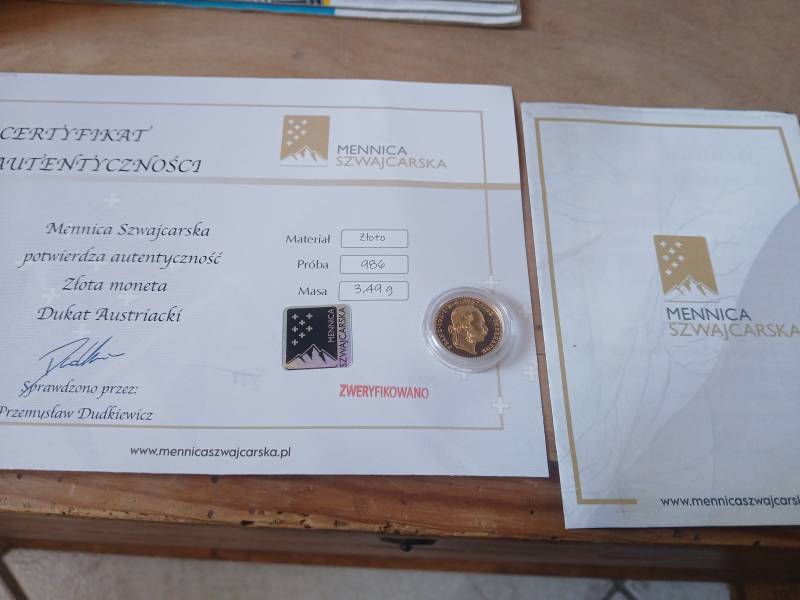 CERTYFIKAT
AUTENTYCZNOŚCI
MENNICA
SZWAJCARSKA
Mennica Szwajcarska
potwierdza autentyczność
Złota moneta
Dukat Austriacki
Materiał Złoto
Próba 986
Masa 3,49 g
MENNICA
SZWAJCARSKA
ZWERYFIKOWANO
Sprawdzono przez:
Przemysław Dudkiewicz
www.mennicaszwajcarska.pl
MENNICA
SZWAJCARSKA
www.mennicaszwajcarsk